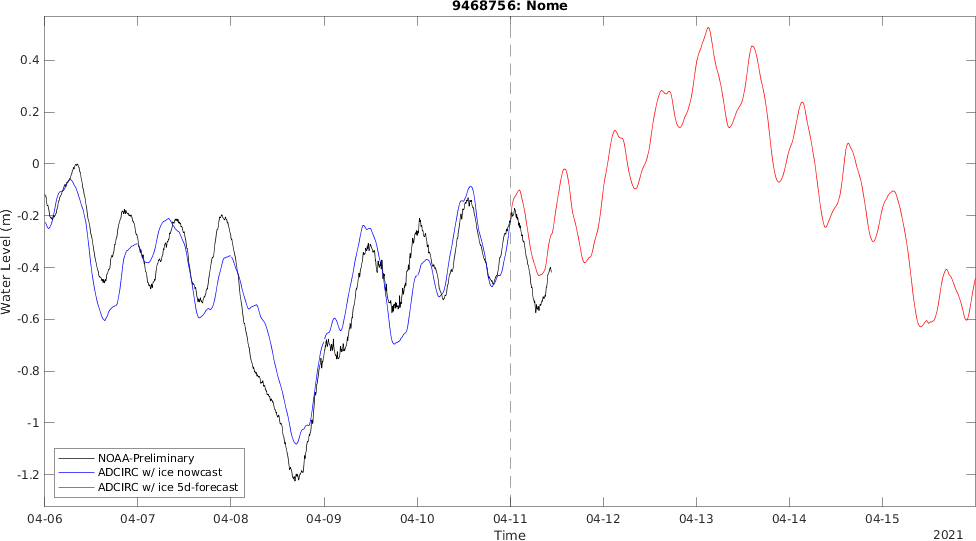 9468756: Nome
0.4
0.2
0
-0.2
-0.4
-0.6
-0.8
-1
-1.2
Water Level (m)
NOAA-Preliminary
ADCIRC w/ ice nowcast
ADCIRC w/ ice 5d-forecast
04-06 04-07 04-08 04-09 04-10 04-11 04-12 04-13 04-14 04-15
Time
2021